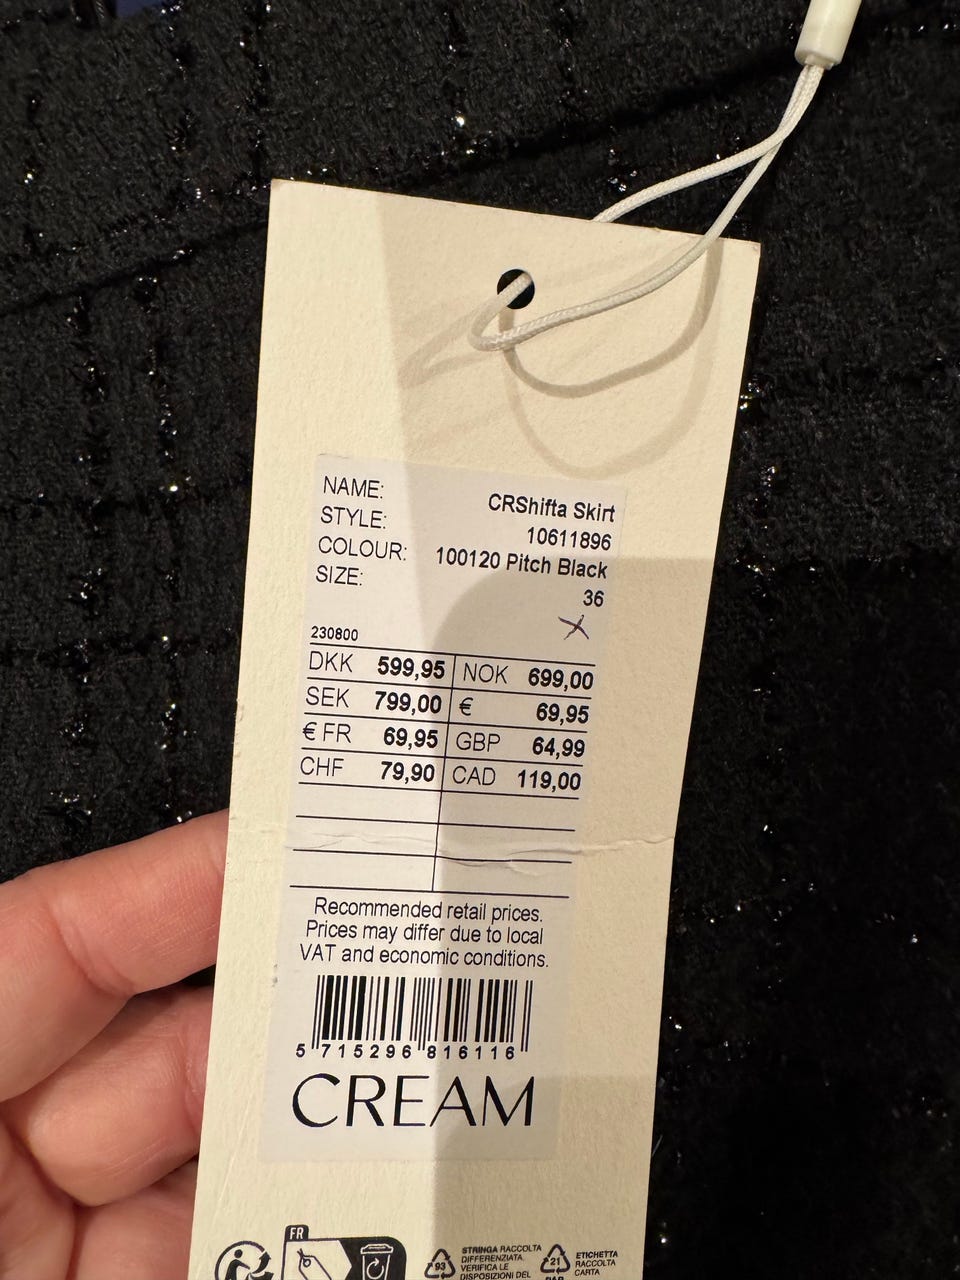 NAME: CRShifta Skirt
STYLE: 10611896
COLOUR: 100120 Pitch Black
SIZE: 36
230800
DKK 599,95 NOK 699,00
SEK 799,00 € 69,95
€ FR 69,95 GBP 64,99
CHF 79,90 CAD 119,00
Recommended retail prices.
Prices may differ due to local
VAT and economic conditions.
5 715296 816116
CREAM
FR
93 STRINGA RACCOLTA
DIFFERENZIATA.
VERIFICA LE
DISPOSIZIONI DEL
21 ETICHETTA
RACCOLTA
CARTA
PAP